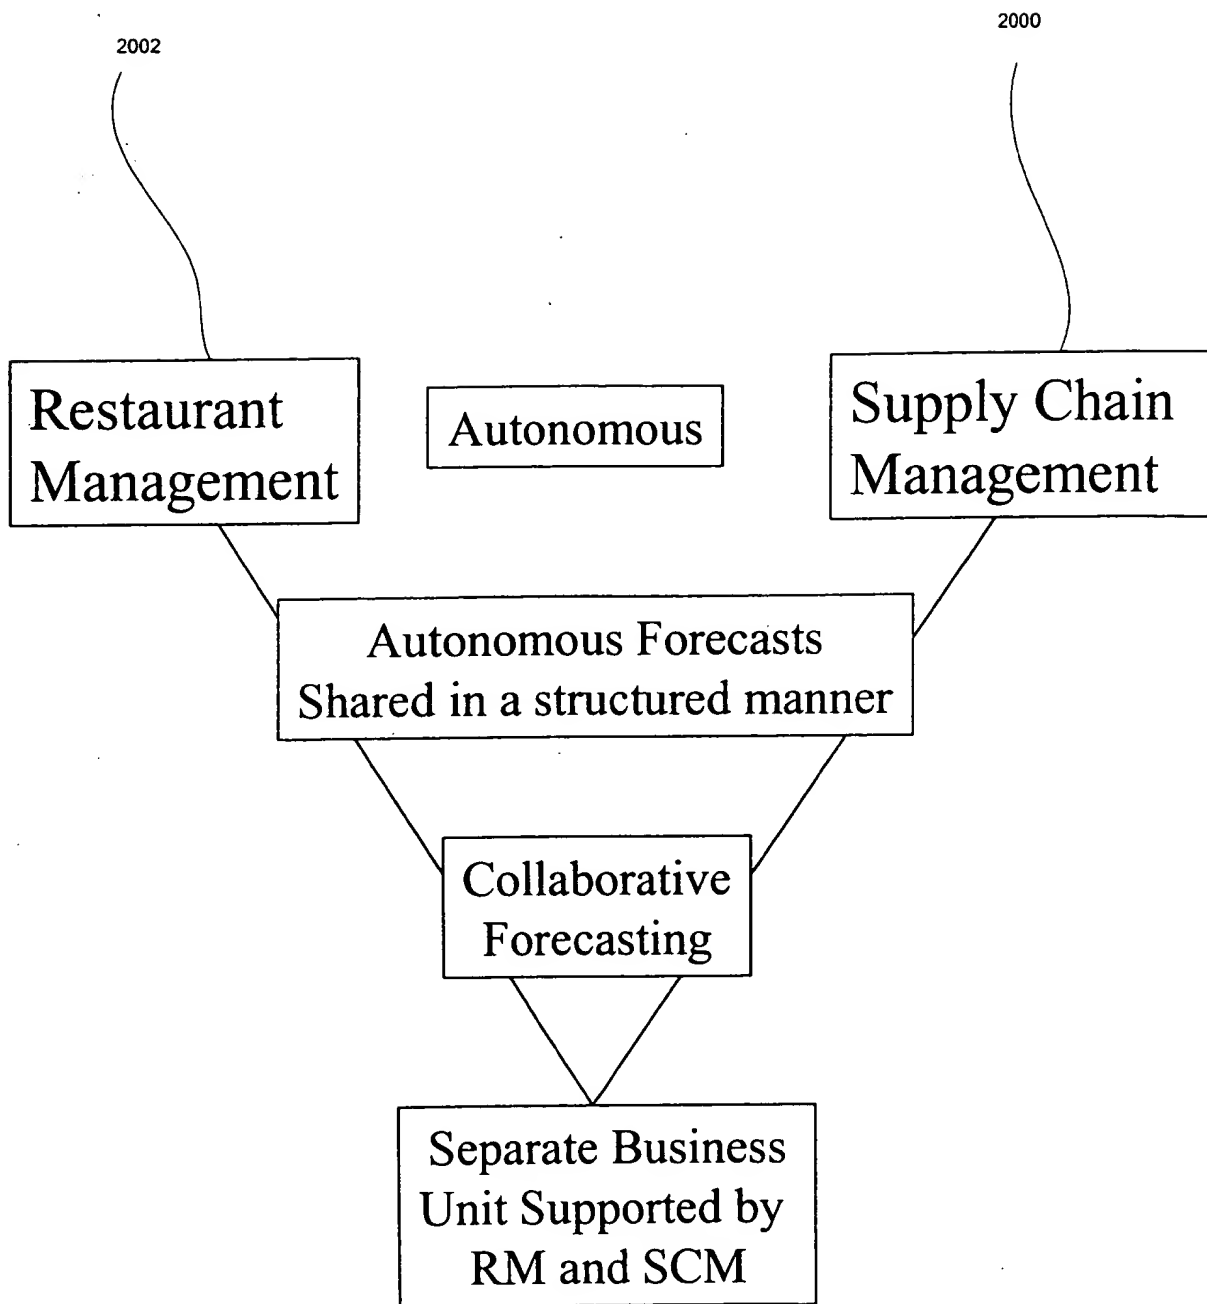 2002
2000
Restaurant
Management
Autonomous
Supply Chain
Management
Autonomous Forecasts
Shared in a structured manner
Collaborative
Forecasting
Separate Business
Unit Supported by
RM and SCM